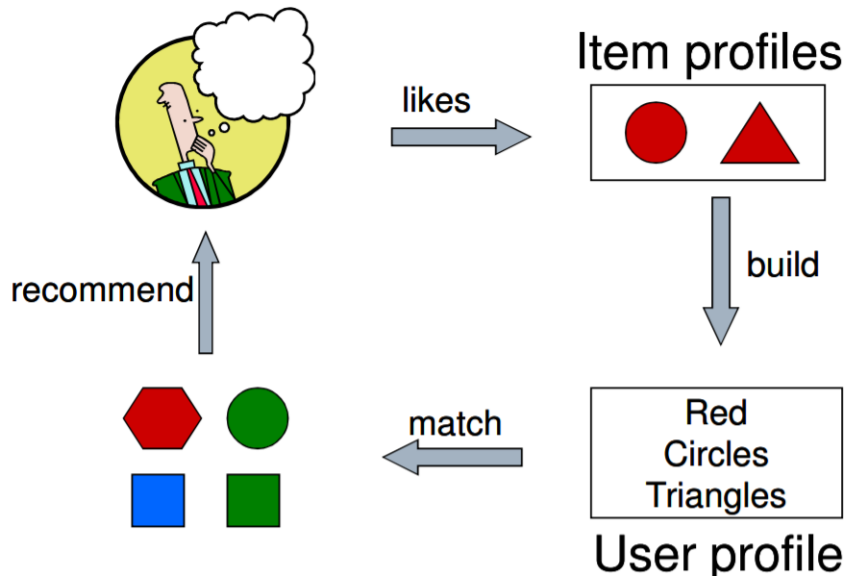 Item profiles
likes
build
recommend
match
Red
Circles
Triangles
User profile